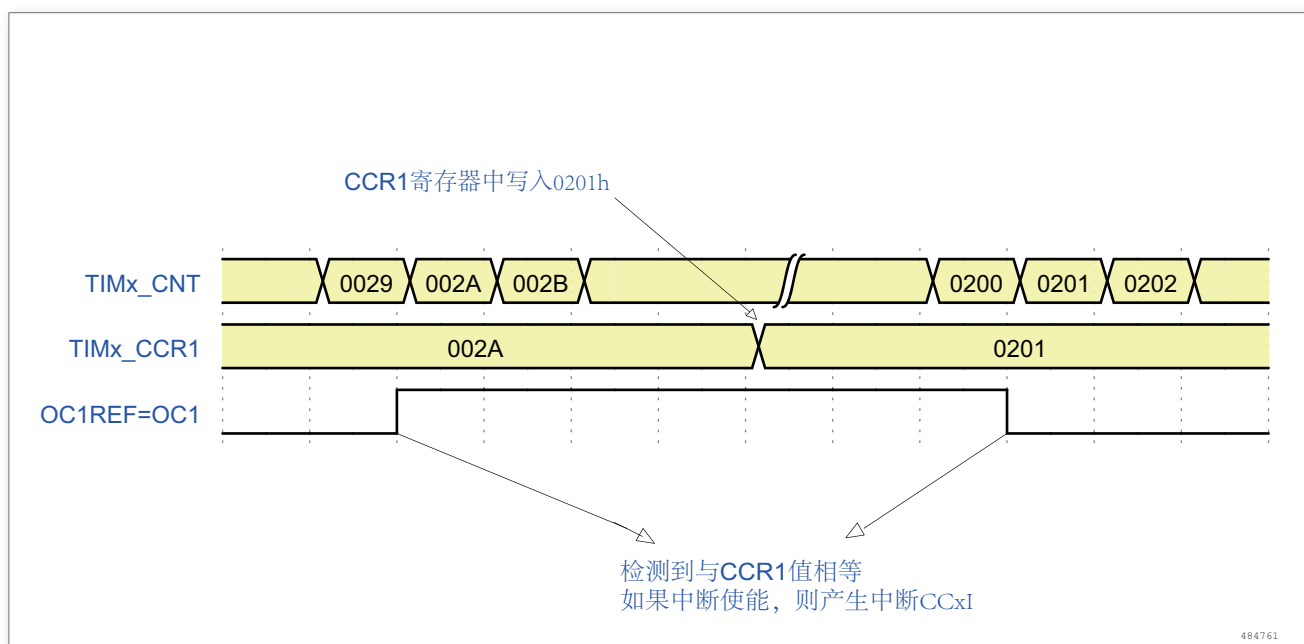 CCR1寄存器中写入0201h
TIMx_CNT 0029 002A 002B 0200 0201 0202
TIMx_CCR1 002A 0201
OC1REF=OC1
检测到与CCR1值相等
如果中断使能，则产生中断CCxI
484761